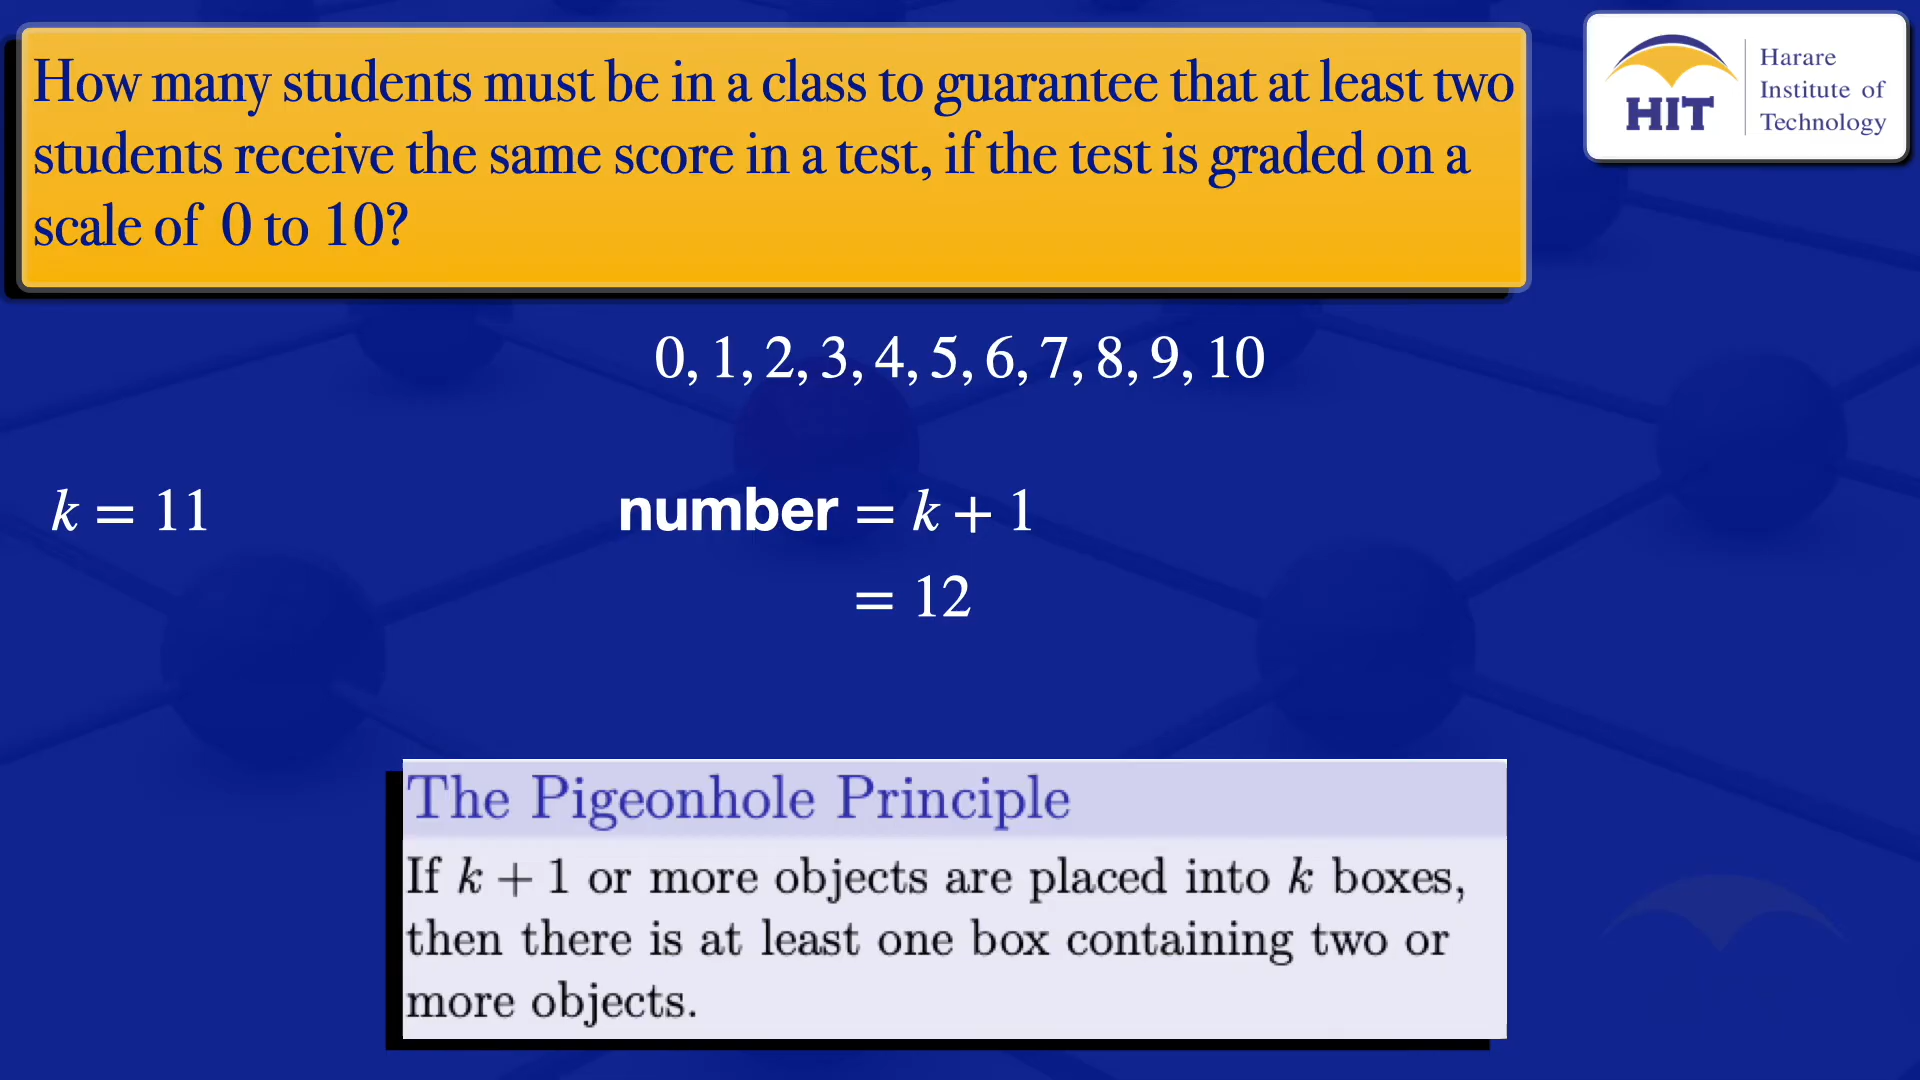 How many students must be in a class to guarantee that at least two
students receive the same score in a test, if the test is graded on a
scale of 0 to 10?
HIT
Harare
Institute of
Technology
0, 1, 2, 3, 4, 5, 6, 7, 8, 9, 10
k = 11
number = k + 1
= 12
The Pigeonhole Principle
If k + 1 or more objects are placed into k boxes,
then there is at least one box containing two or
more objects.